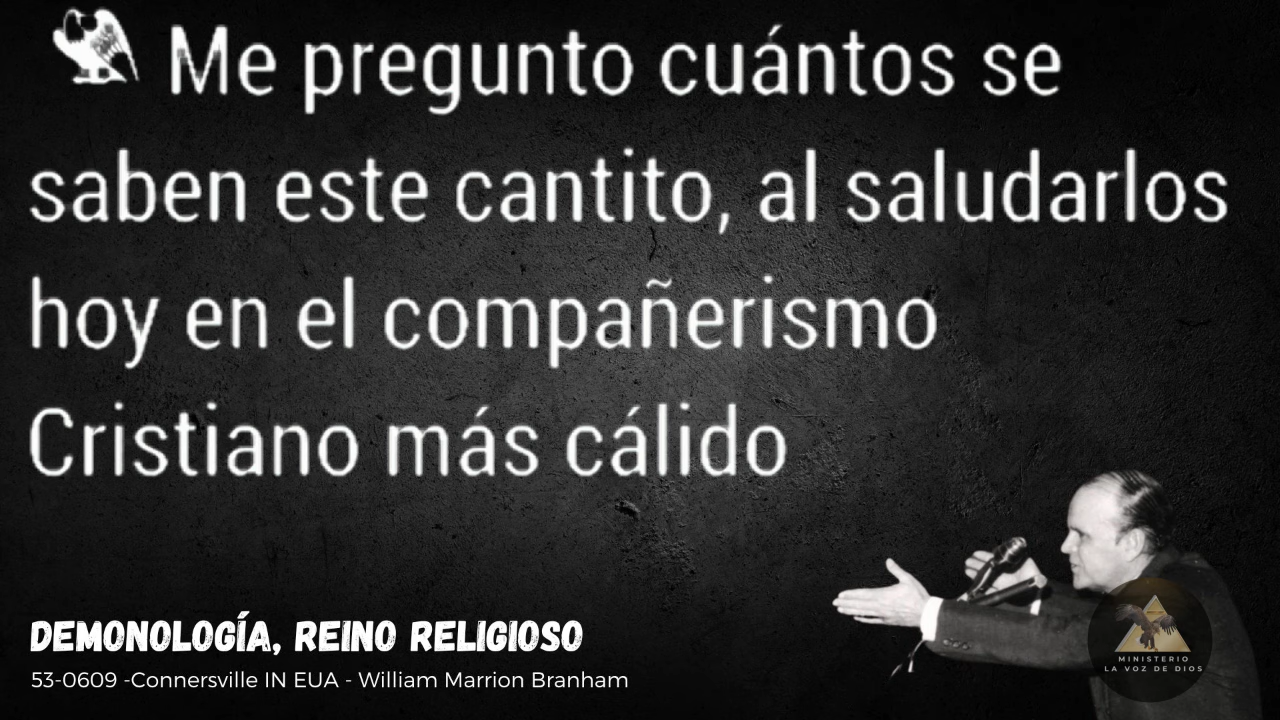 Me pregunto cuántos se
saben este cantito, al saludarlos
hoy en el compañerismo
Cristiano más cálido
DEMONOLOGÍA, REINO RELIGIOSO
53-0609 -Connersville IN EUA - William Marrion Branham
MINISTERIO
LA VOZ DE DIOS